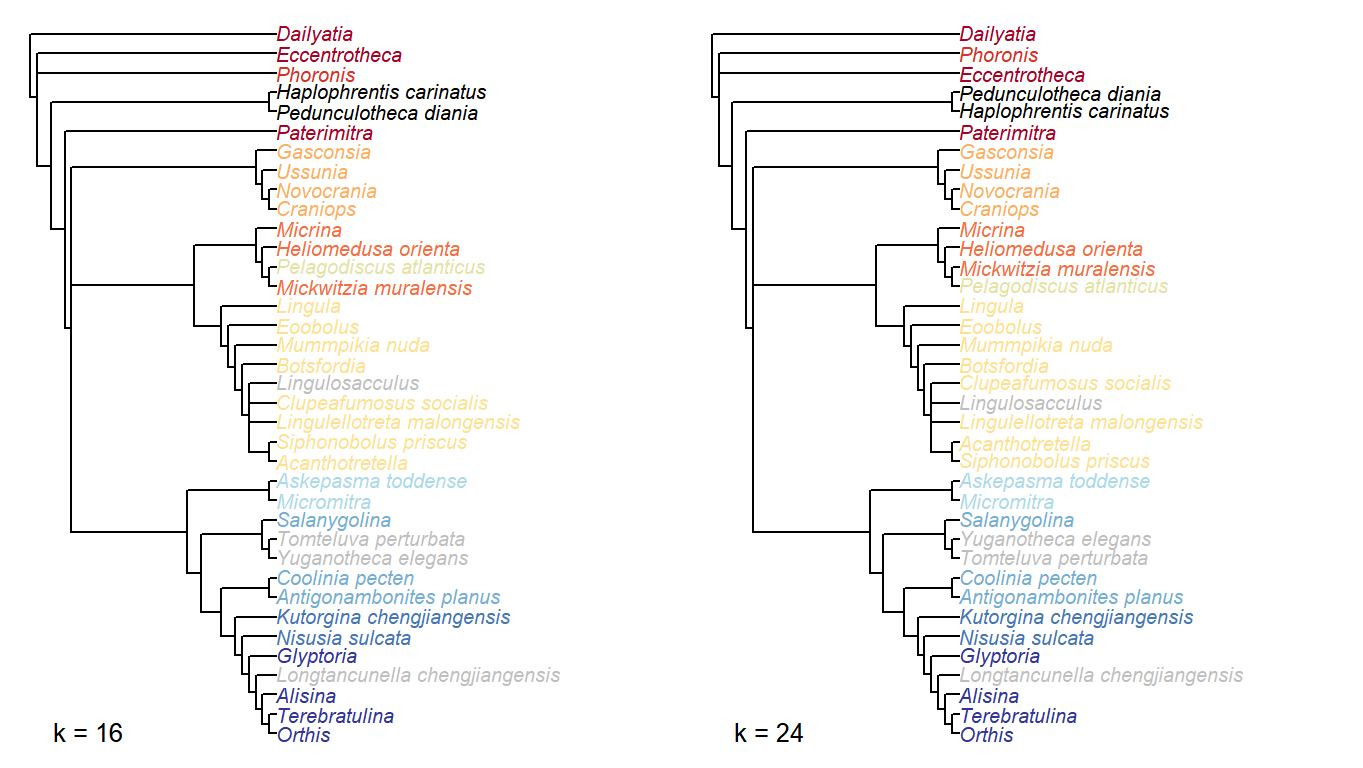 Dailyatia
Eccentrotheca
Phoronis
Haplophrentis carinatus
Pedunculotheca diania
Paterimitra
Gasconsia
Ussunia
Novocrania
Craniops
Micrina
Heliomedusa orienta
Pelagodiscus atlanticus
Mickwitzia muralensis
Lingula
Eoobolus
Mummpikia nuda
Botsfordia
Lingulosacculus
Clupeafumosus socialis
Lingulellotreta malongensis
Siphonobolus priscus
Acanthotretella
Askepasma toddense
Micromitra
Salanygolina
Tomteluva perturbata
Yuganotheca elegans
Coolinia pecten
Antigonambonites planus
Kutorgina chengjiangensis
Nisusia sulcata
Glyptoria
Longtancunella chengjiangensis
Alisina
Terebratulina
Orthis
k = 16
Dailyatia
Phoronis
Eccentrotheca
Pedunculotheca diania
Haplophrentis carinatus
Paterimitra
Gasconsia
Ussunia
Novocrania
Craniops
Micrina
Heliomedusa orienta
Mickwitzia muralensis
Pelagodiscus atlanticus
Lingula
Eoobolus
Mummpikia nuda
Botsfordia
Clupeafumosus socialis
Lingulosacculus
Lingulellotreta malongensis
Acanthotretella
Siphonobolus priscus
Askepasma toddense
Micromitra
Salanygolina
Yuganotheca elegans
Tomteluva perturbata
Coolinia pecten
Antigonambonites planus
Kutorgina chengjiangensis
Nisusia sulcata
Glyptoria
Longtancunella chengjiangensis
Alisina
Terebratulina
Orthis
k = 24